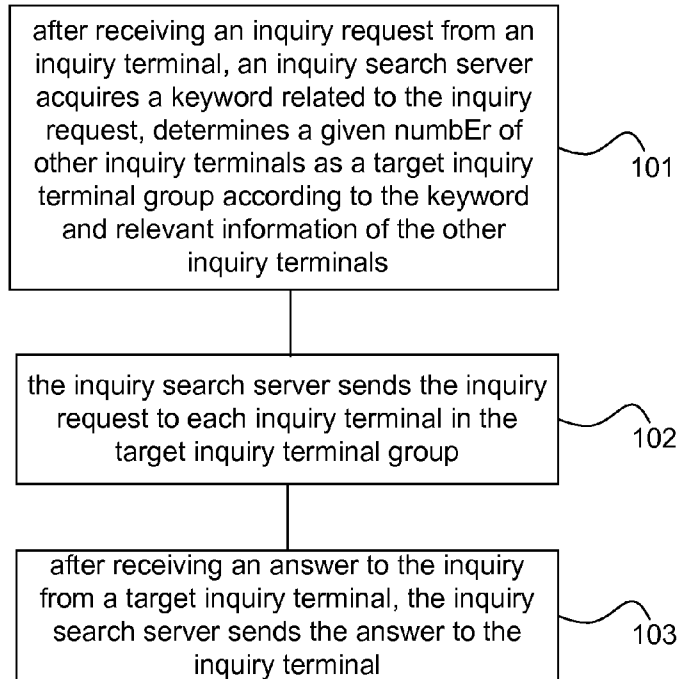 after receiving an inquiry request from an
inquiry terminal, an inquiry search server
acquires a keyword related to the inquiry
request, determines a given numbEr of
other inquiry terminals as a target inquiry
terminal group according to the keyword
and relevant information of the other
inquiry terminals
101
the inquiry search server sends the inquiry
request to each inquiry terminal in the
target inquiry terminal group
102
after receiving an answer to the inquiry
from a target inquiry terminal, the inquiry
search server sends the answer to the
inquiry terminal
103